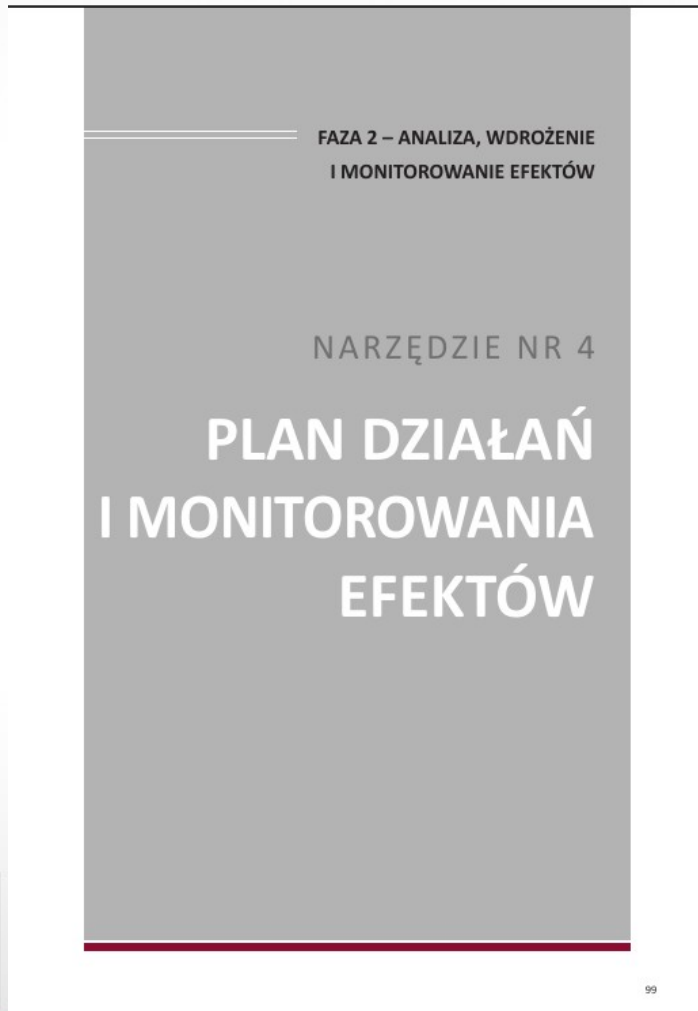 FAZA 2 – ANALIZA, WDROŻENIE
I MONITOROWANIE EFEKTÓW
NARZĘDZIE NR 4
PLAN DZIAŁAŃ
I MONITOROWANIA
EFEKTÓW
99